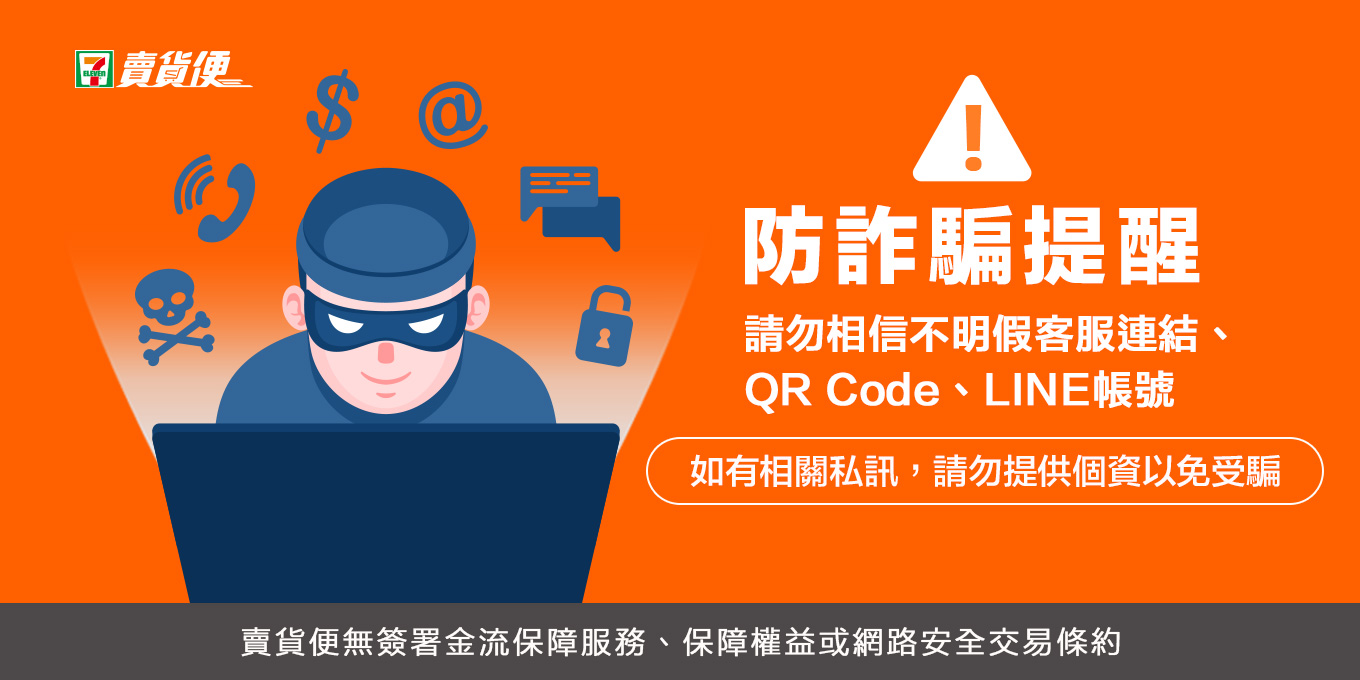 7 ELEVEN 賣貨便
$ @
!
防詐騙提醒
請勿相信不明假客服連結、
QR Code、LINE帳號
如有相關私訊，請勿提供個資以免受騙
賣貨便無簽署金流保障服務、保障權益或網路安全交易條約